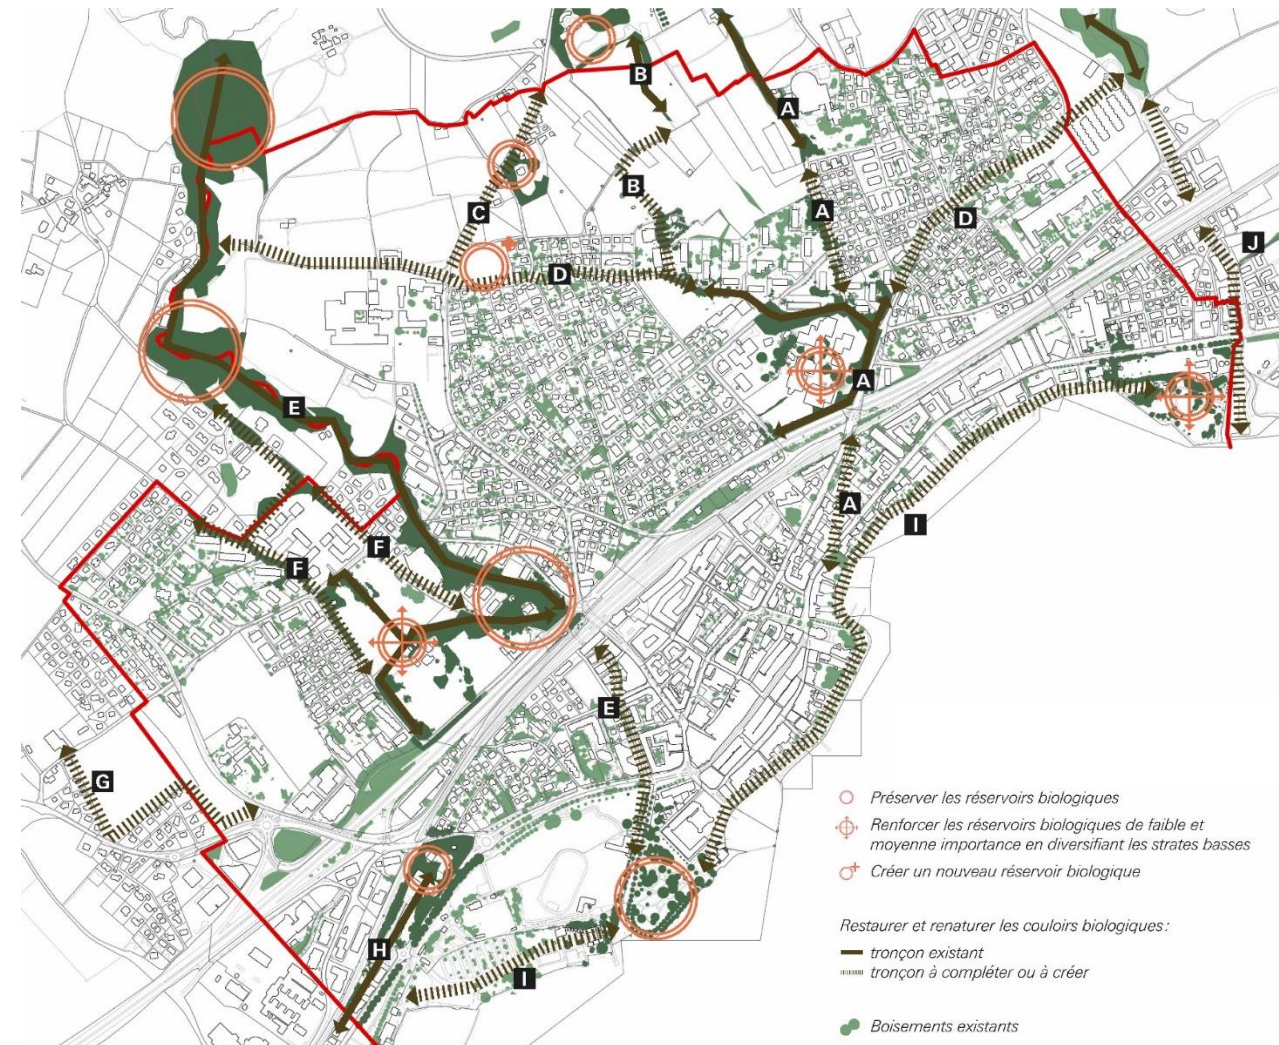 B
A
B
A
C
D
J
D
A
E
A
I
F
F
E
G
H
I
Préserver les réservoirs biologiques
Renforcer les réservoirs biologiques de faible et
moyenne importance en diversifiant les strates basses
Créer un nouveau réservoir biologique
Restaurer et renaturer les couloirs biologiques :
tronçon existant
tronçon à compléter ou à créer
Boisements existants